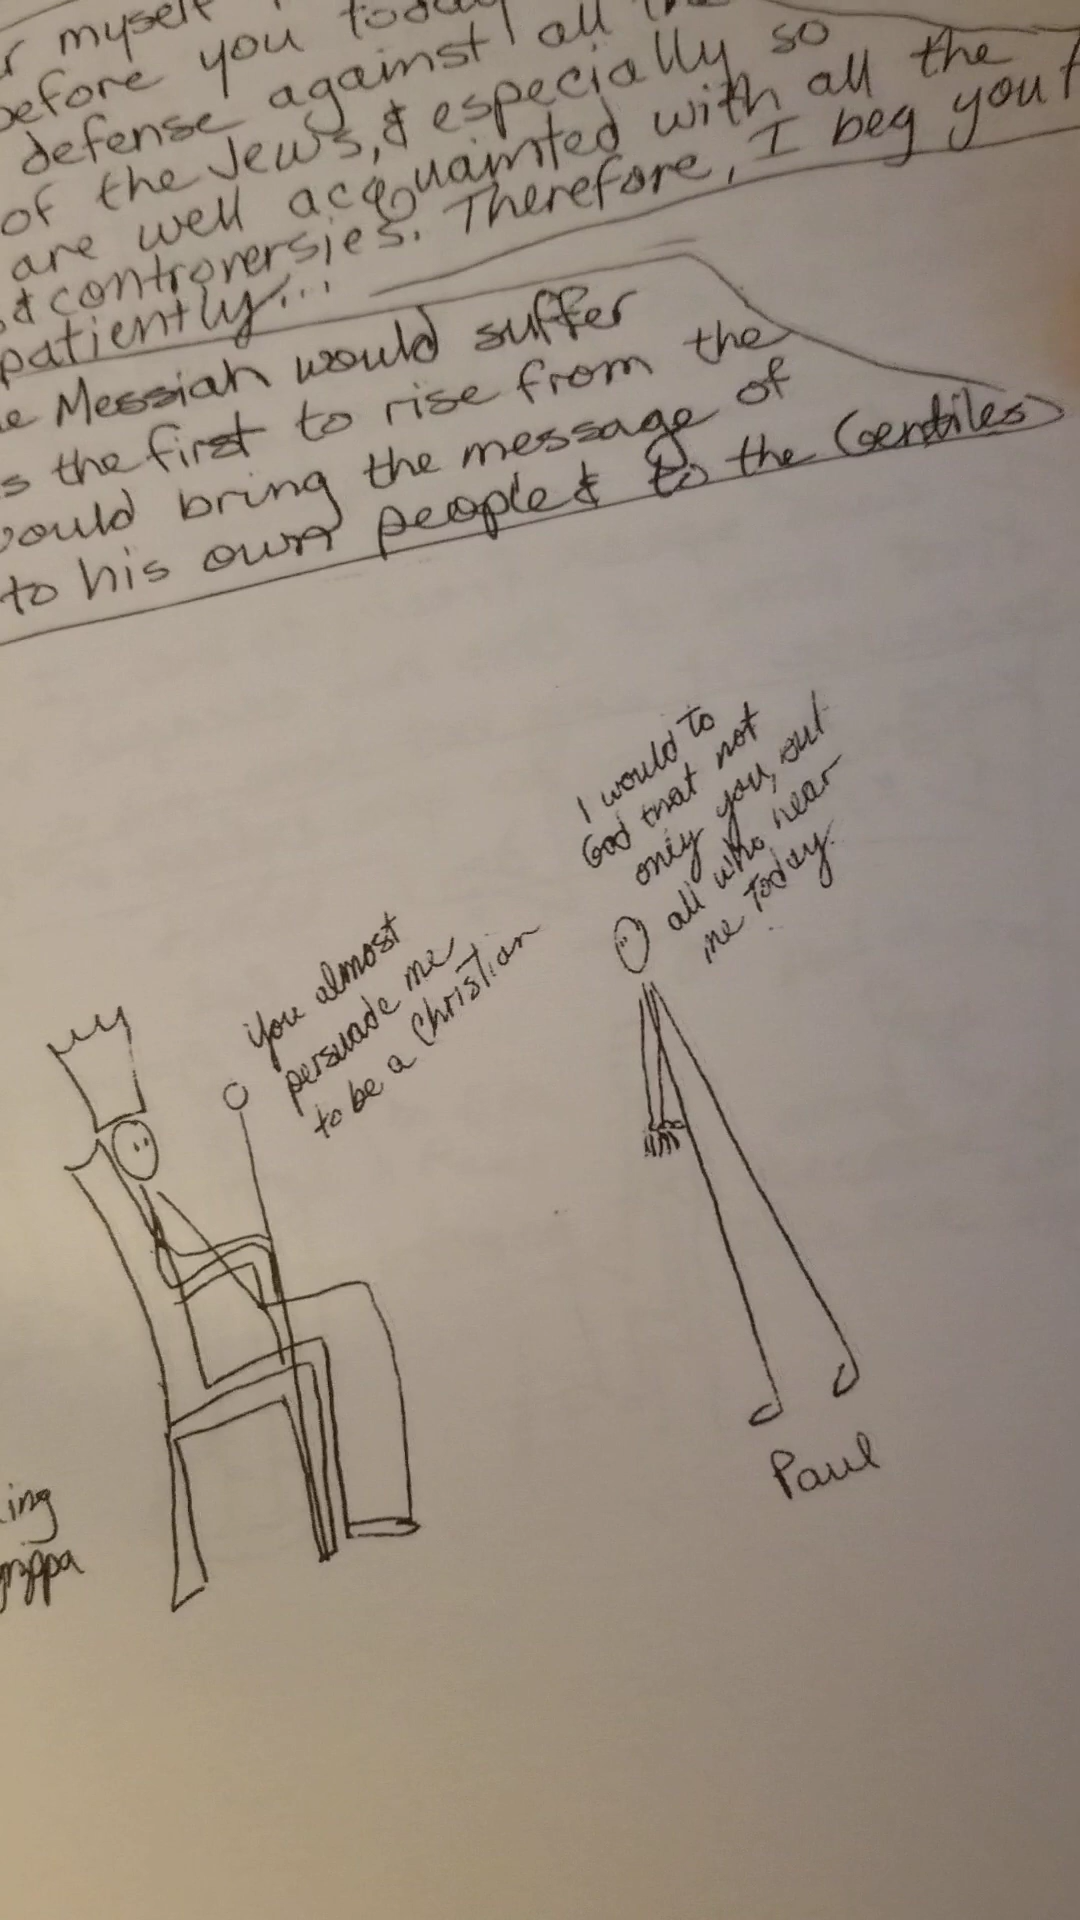 myself
before you today
defense against all the
of the Jews, & especially so
are well acquainted with all the
& controversies. Therefore, I beg you t
patiently...
e Messiah would suffer
s the first to rise from the
would bring the message of
to his own people & to the Gentiles
I would to
God that not
only you, but
all who hear
me today.
you almost
persuade me
to be a Christian
Paul
ing
grippa